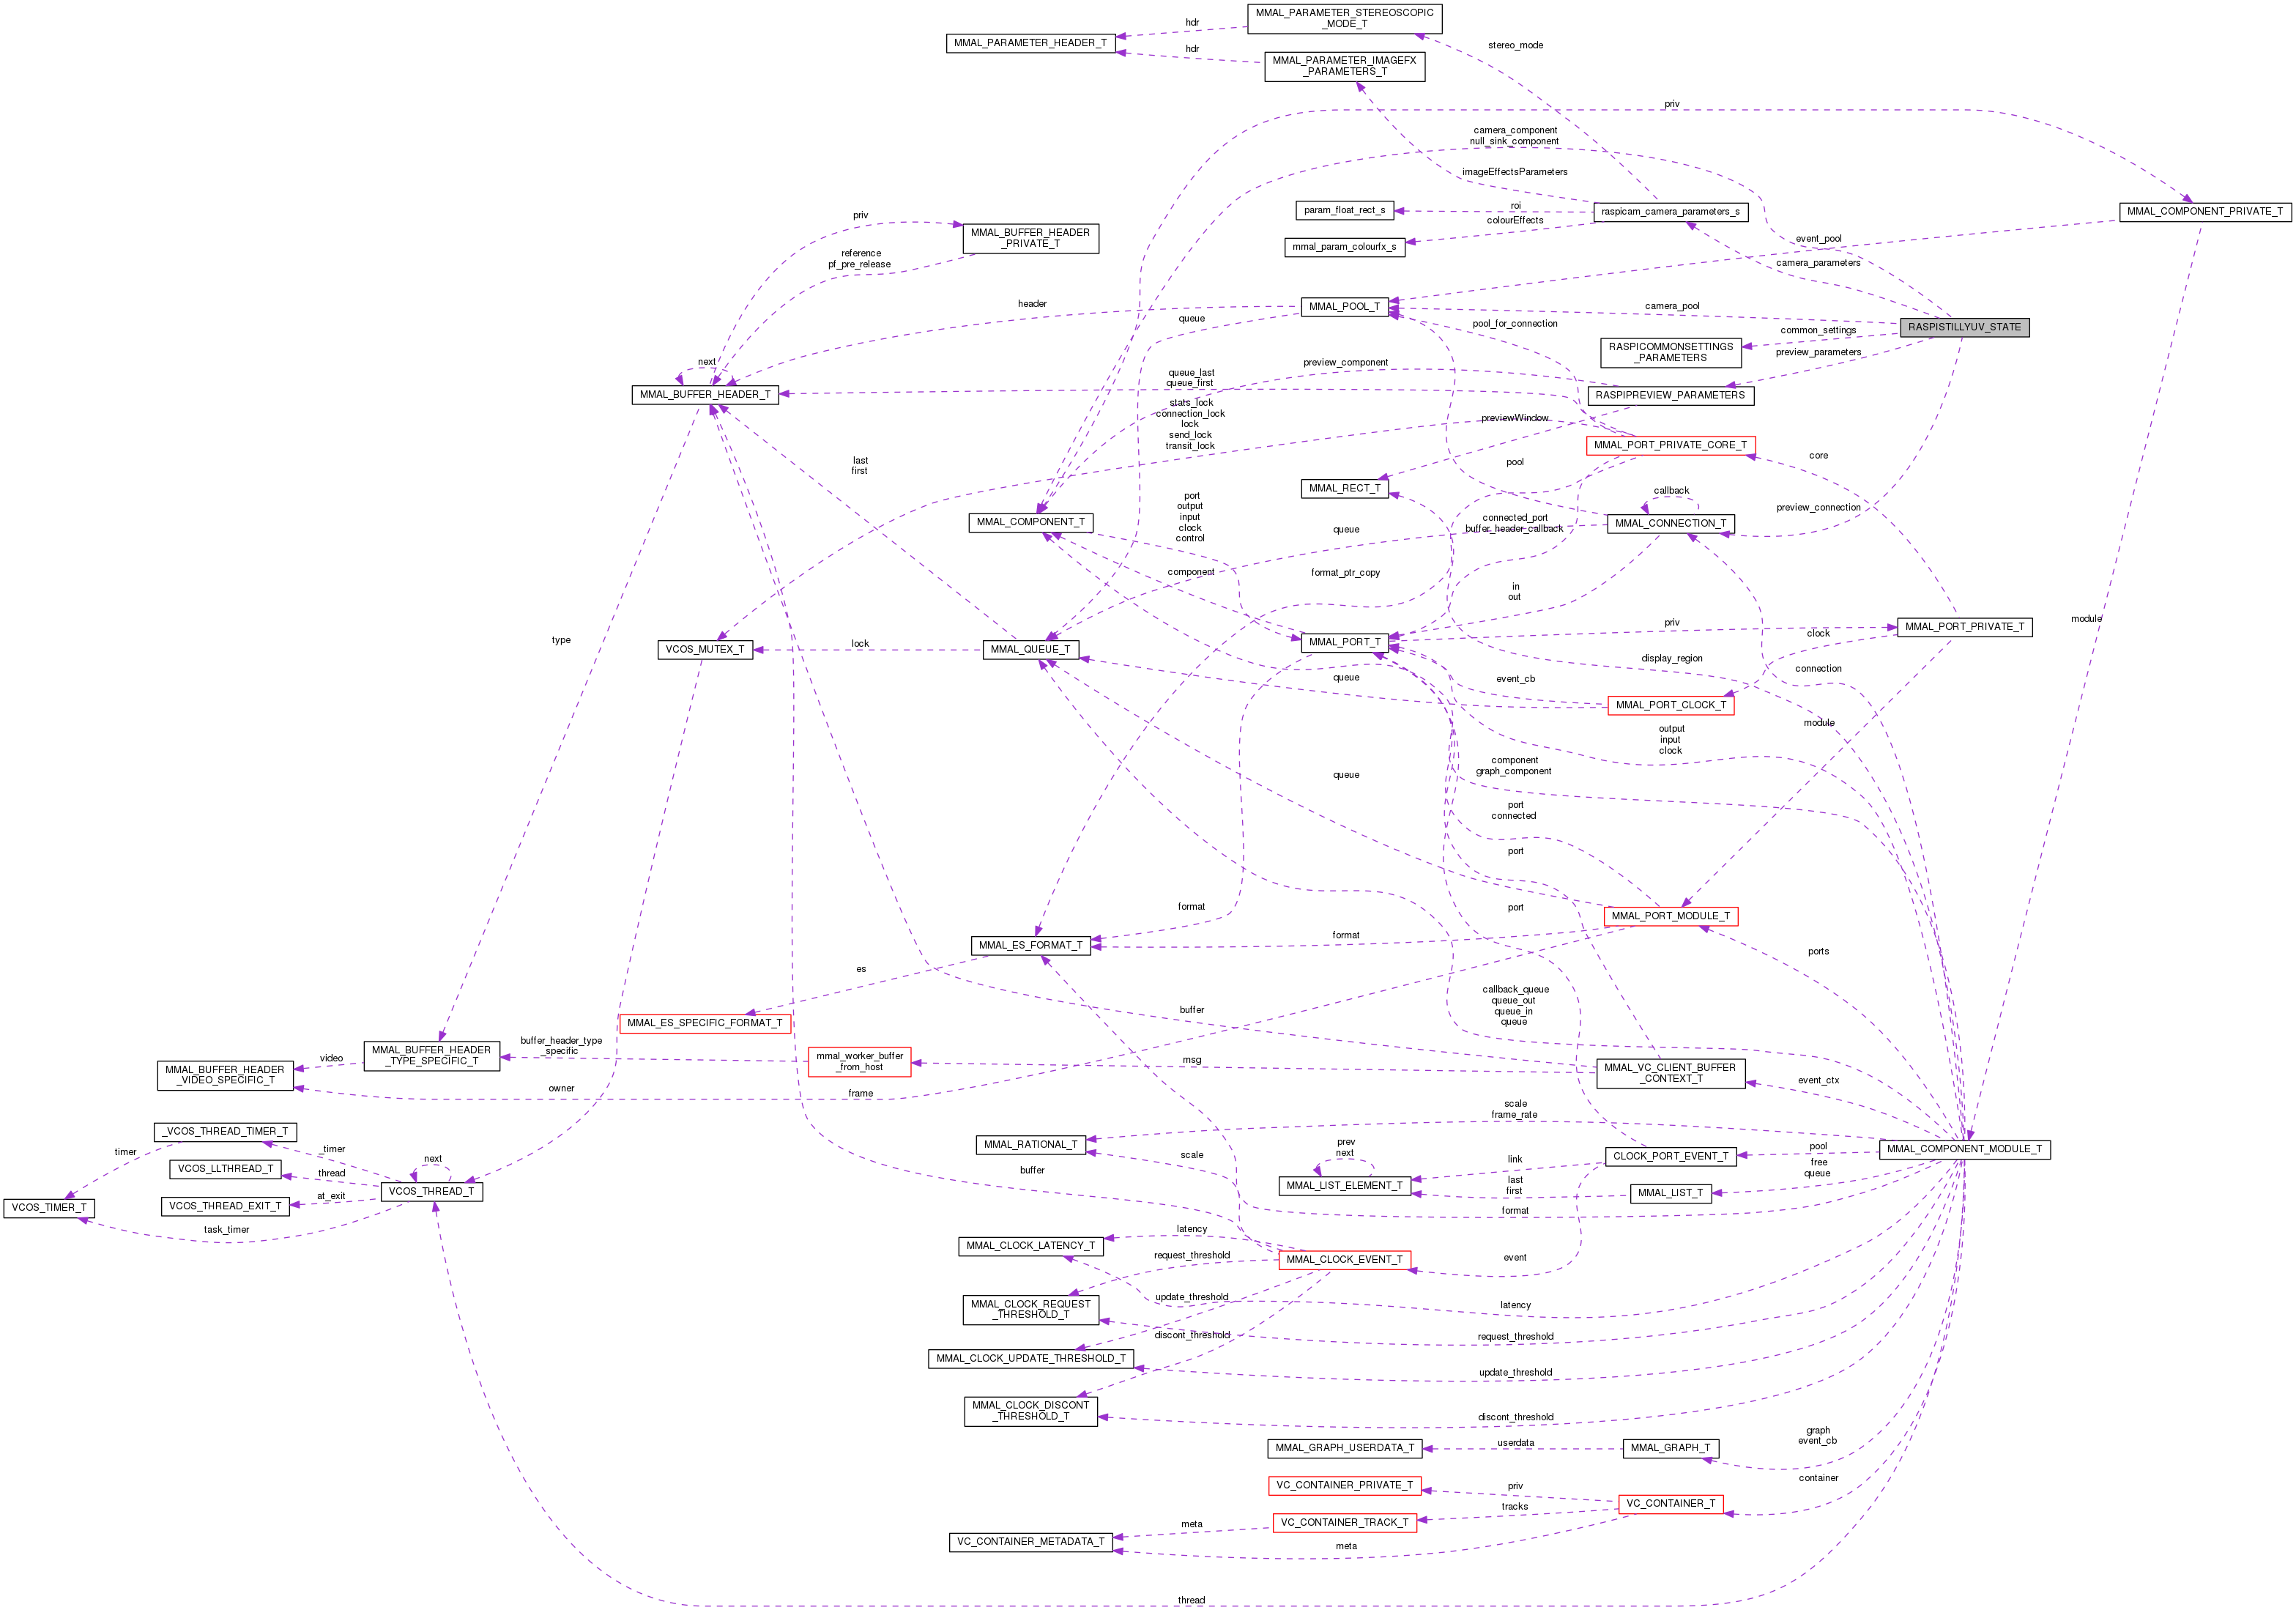 MMAL_PARAMETER_STEREOSCOPIC
_MODE_T
hdr
MMAL_PARAMETER_HEADER_T
stereo_mode
hdr
MMAL_PARAMETER_IMAGEFX
_PARAMETERS_T
priv
camera_component
null_sink_component
imageEffectsParameters
param_float_rect_s
roi
raspicam_camera_parameters_s
MMAL_COMPONENT_PRIVATE_T
priv
colourEffects
MMAL_BUFFER_HEADER
_PRIVATE_T
mmal_param_colourfx_s
event_pool
reference
pf_pre_release
camera_parameters
header
MMAL_POOL_T
camera_pool
queue
pool_for_connection
RASPISTILLYUV_STATE
common_settings
RASPICOMMONSETTINGS
_PARAMETERS
preview_parameters
next
preview_component
queue_last
queue_first
MMAL_BUFFER_HEADER_T
RASPIPREVIEW_PARAMETERS
stats_lock
connection_lock
lock
send_lock
transit_lock
previewWindow
MMAL_PORT_PRIVATE_CORE_T
last
first
pool
core
MMAL_RECT_T
callback
port
output
input
clock
control
MMAL_COMPONENT_T
connected_port
buffer_header_callback
MMAL_CONNECTION_T
preview_connection
queue
component
format_ptr_copy
in
out
module
type
VCOS_MUTEX_T
lock
MMAL_QUEUE_T
MMAL_PORT_T
priv
MMAL_PORT_PRIVATE_T
clock
display_region
connection
queue
event_cb
MMAL_PORT_CLOCK_T
module
output
input
clock
queue
component
graph_component
port
connected
port
format
port
MMAL_PORT_MODULE_T
MMAL_ES_FORMAT_T
format
ports
es
callback_queue
queue_out
queue_in
queue
buffer
MMAL_ES_SPECIFIC_FORMAT_T
buffer_header_type
_specific
MMAL_BUFFER_HEADER
_TYPE_SPECIFIC_T
video
mmal_worker_buffer
_from_host
msg
MMAL_BUFFER_HEADER
_VIDEO_SPECIFIC_T
MMAL_VC_CLIENT_BUFFER
_CONTEXT_T
event_ctx
owner
frame
scale
frame_rate
_VCOS_THREAD_TIMER_T
MMAL_RATIONAL_T
prev
next
pool
MMAL_COMPONENT_MODULE_T
timer
_timer
scale
link
CLOCK_PORT_EVENT_T
next
free
queue
VCOS_LLTHREAD_T
thread
buffer
MMAL_LIST_ELEMENT_T
last
first
MMAL_LIST_T
VCOS_THREAD_T
at_exit
VCOS_THREAD_EXIT_T
VCOS_TIMER_T
format
task_timer
latency
MMAL_CLOCK_LATENCY_T
request_threshold
MMAL_CLOCK_EVENT_T
event
update_threshold
MMAL_CLOCK_REQUEST
_THRESHOLD_T
latency
discont_threshold
request_threshold
MMAL_CLOCK_UPDATE_THRESHOLD_T
update_threshold
MMAL_CLOCK_DISCONT
_THRESHOLD_T
discont_threshold
graph
event_cb
MMAL_GRAPH_USERDATA_T
userdata
MMAL_GRAPH_T
container
VC_CONTAINER_PRIVATE_T
priv
VC_CONTAINER_T
tracks
meta
VC_CONTAINER_TRACK_T
VC_CONTAINER_METADATA_T
meta
thread